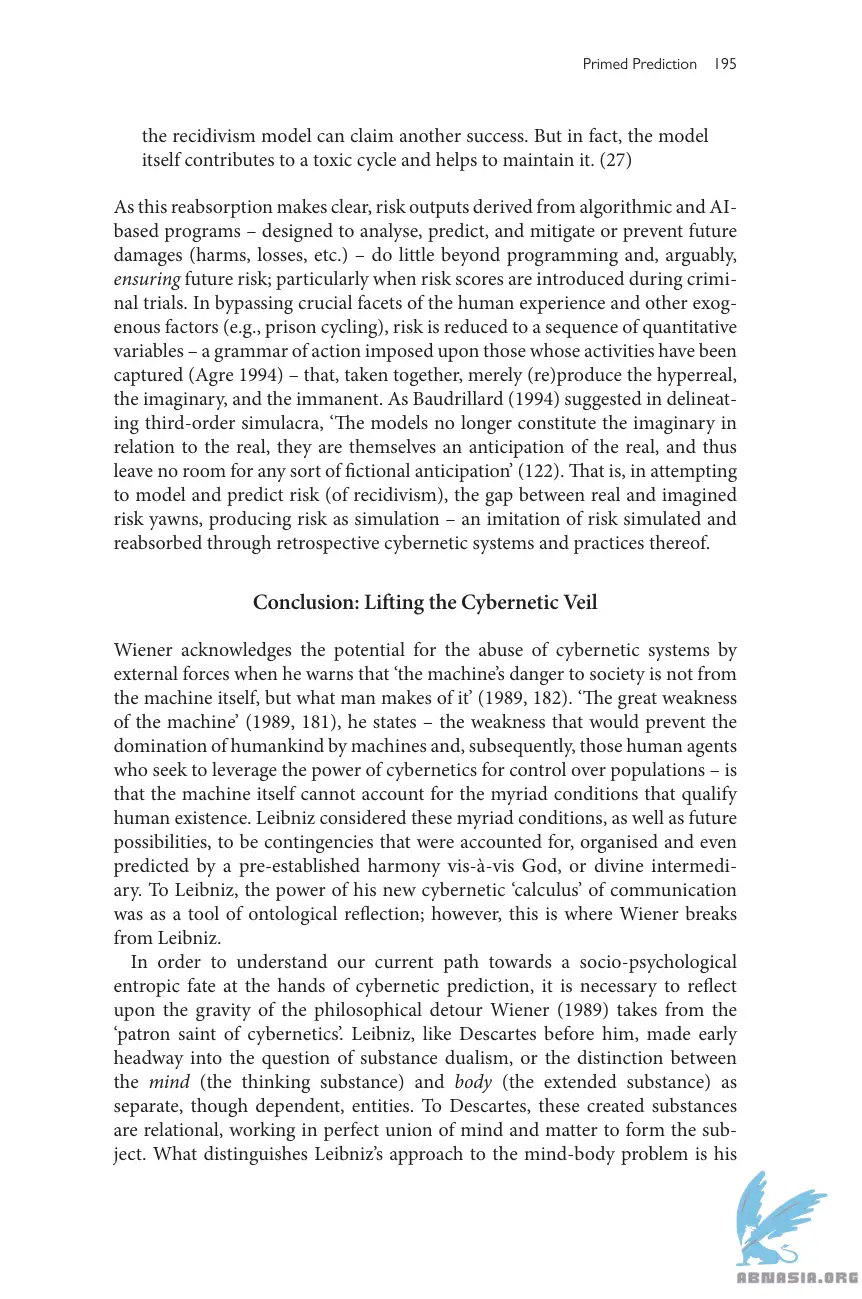 Primed Prediction 195
the recidivism model can claim another success. But in fact, the model
itself contributes to a toxic cycle and helps to maintain it. (27)
As this reabsorption makes clear, risk outputs derived from algorithmic and AI-
based programs – designed to analyse, predict, and mitigate or prevent future
damages (harms, losses, etc.) – do little beyond programming and, arguably,
ensuring future risk; particularly when risk scores are introduced during crimi-
nal trials. In bypassing crucial facets of the human experience and other exog-
enous factors (e.g., prison cycling), risk is reduced to a sequence of quantitative
variables – a grammar of action imposed upon those whose activities have been
captured (Agre 1994) – that, taken together, merely (re)produce the hyperreal,
the imaginary, and the immanent. As Baudrillard (1994) suggested in delineat-
ing third-order simulacra, ‘The models no longer constitute the imaginary in
relation to the real, they are themselves an anticipation of the real, and thus
leave no room for any sort of fictional anticipation’ (122). That is, in attempting
to model and predict risk (of recidivism), the gap between real and imagined
risk yawns, producing risk as simulation – an imitation of risk simulated and
reabsorbed through retrospective cybernetic systems and practices thereof.
Conclusion: Lifting the Cybernetic Veil
Wiener acknowledges the potential for the abuse of cybernetic systems by
external forces when he warns that ‘the machine’s danger to society is not from
the machine itself, but what man makes of it’ (1989, 182). ‘The great weakness
of the machine’ (1989, 181), he states – the weakness that would prevent the
domination of humankind by machines and, subsequently, those human agents
who seek to leverage the power of cybernetics for control over populations – is
that the machine itself cannot account for the myriad conditions that qualify
human existence. Leibniz considered these myriad conditions, as well as future
possibilities, to be contingencies that were accounted for, organised and even
predicted by a pre-established harmony vis-à-vis God, or divine intermedi-
ary. To Leibniz, the power of his new cybernetic ‘calculus’ of communication
was as a tool of ontological reflection; however, this is where Wiener breaks
from Leibniz.
In order to understand our current path towards a socio-psychological
entropic fate at the hands of cybernetic prediction, it is necessary to reflect
upon the gravity of the philosophical detour Wiener (1989) takes from the
‘patron saint of cybernetics’. Leibniz, like Descartes before him, made early
headway into the question of substance dualism, or the distinction between
the mind (the thinking substance) and body (the extended substance) as
separate, though dependent, entities. To Descartes, these created substances
are relational, working in perfect union of mind and matter to form the sub-
ject. What distinguishes Leibniz’s approach to the mind-body problem is his
ABNASIA.ORG